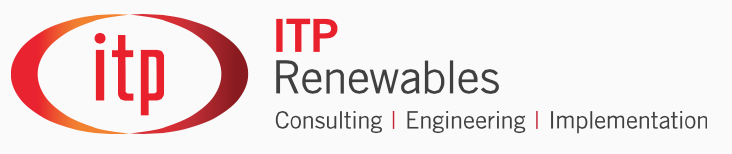 itp
ITP
Renewables
Consulting | Engineering | Implementation